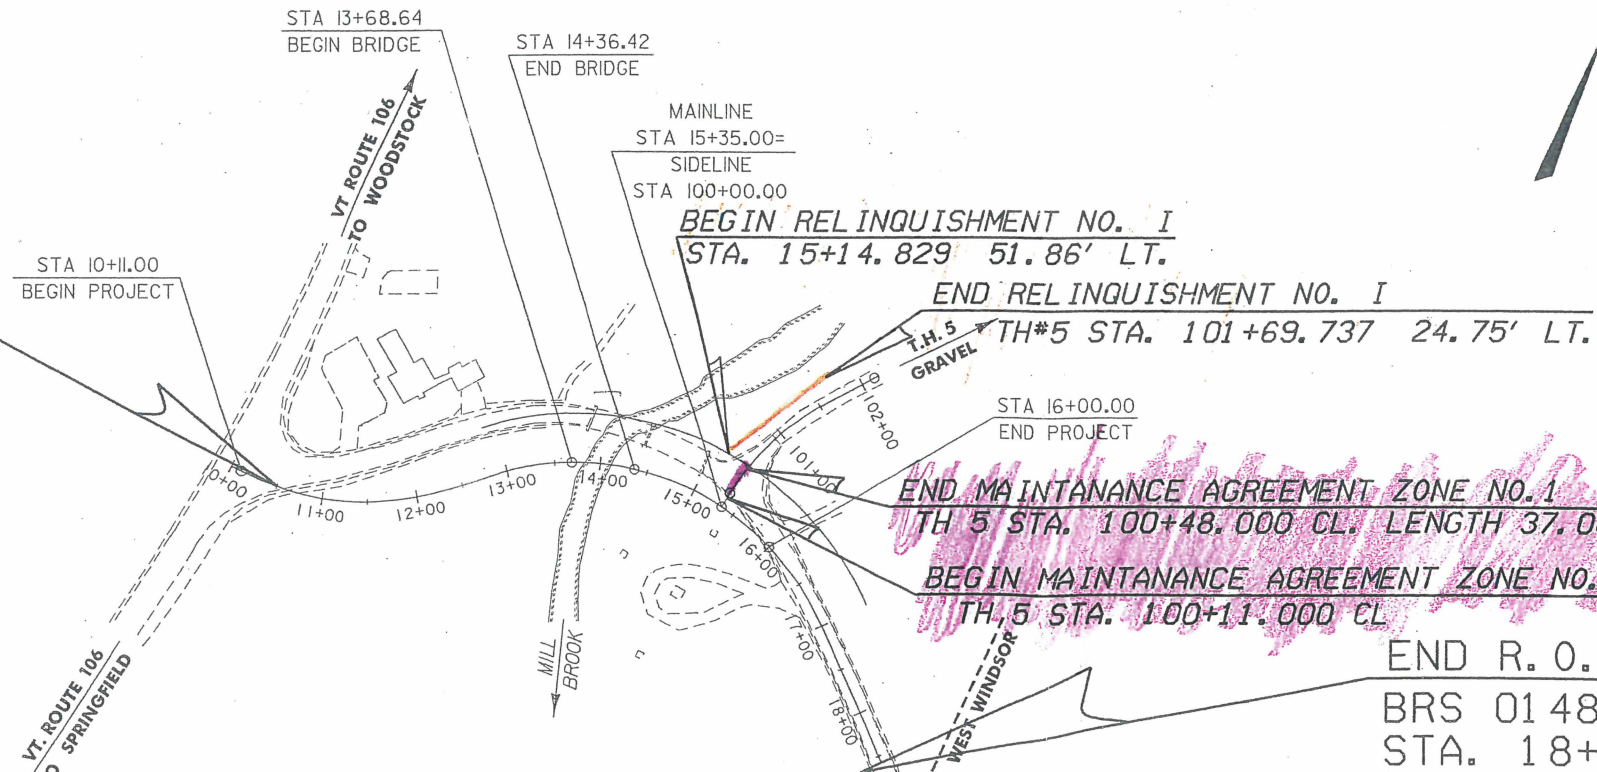 STA 13+68.64
BEGIN BRIDGE
STA 14+36.42
END BRIDGE
MAINLINE
STA 15+35.00=
SIDELINE
STA 100+00.00
VT ROUTE 106
TO WOODSTOCK
BEGIN RELINQUISHMENT NO. I
STA. 15+14.829 51.86' LT.
STA 10+11.00
BEGIN PROJECT
END RELINQUISHMENT NO. I
TH#5 STA. 101+69.737 24.75' LT.
T.H. 5
GRAVEL
STA 16+00.00
END PROJECT
102+00
101+00
0+00
11+00
12+00
13+00
14+00
15+00
16+00
17+00
18+00
END MAINTANANCE AGREEMENT ZONE NO.1
TH 5 STA. 100+48.000 CL. LENGTH 37.0
BEGIN MAINTANANCE AGREEMENT ZONE NO.
TH 5 STA. 100+11.000 CL
MILL
BROOK
WEST WINDSOR
END R.O.
BRS 0148
STA. 18+
VT. ROUTE 106
O SPRINGFIELD